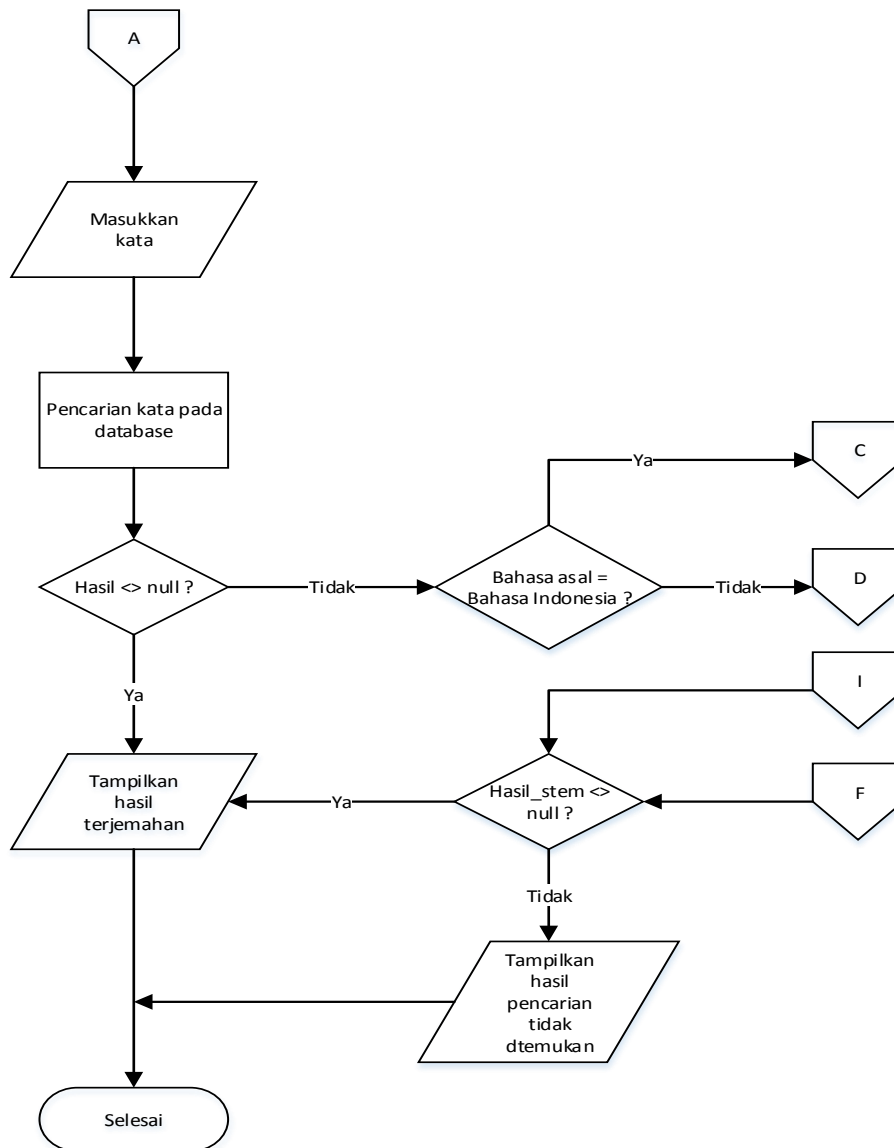 A
Masukkan
kata
Pencarian kata pada
database
Hasil <> null ?
Tidak
Bahasa asal =
Bahasa Indonesia ?
Ya
C
Tidak
D
I
F
Hasil_stem <>
null ?
Ya
Ya
Tampilkan
hasil
terjemahan
Tidak
Tampilkan
hasil
pencarian
tidak
dtemukan
Selesai